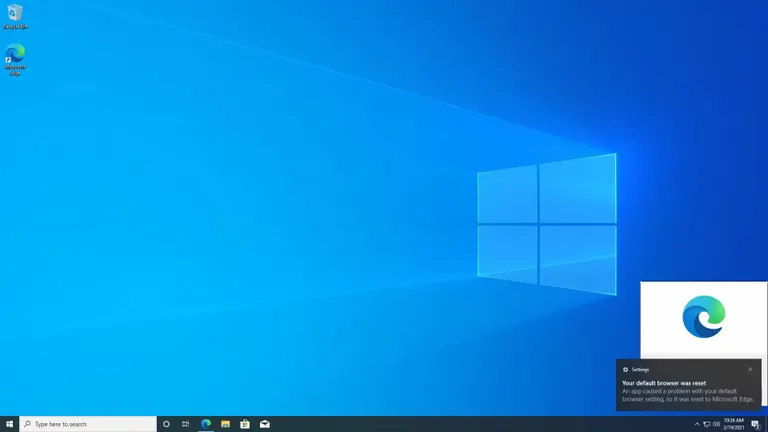 Recycle Bin
Microsoft
Edge
Settings
Your default browser was reset
An app caused a problem with your default
browser setting, so it was reset to Microsoft Edge.
Type here to search
10:26 AM
2/19/2021